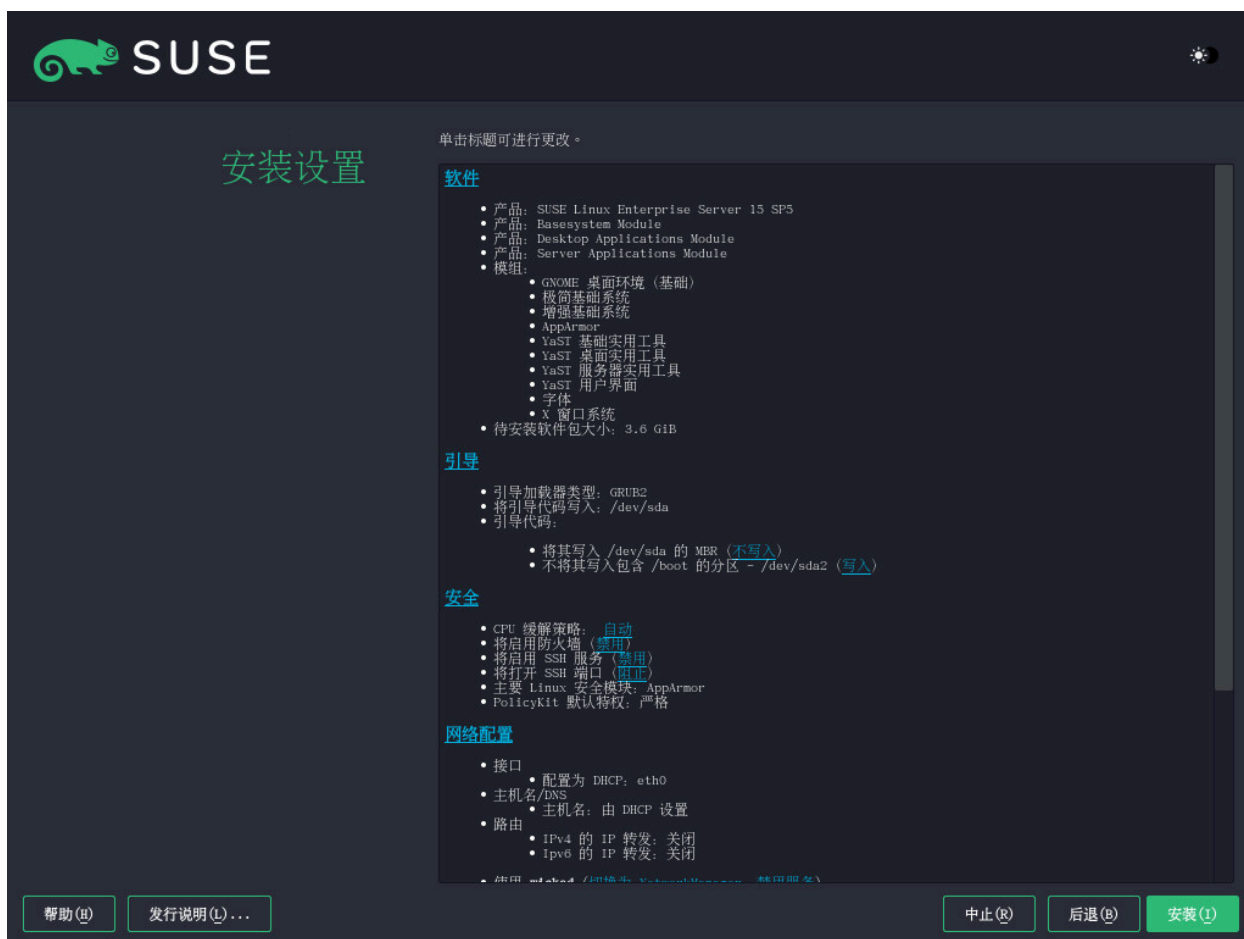 SUSE
安装设置
单击标题可进行更改。
软件
产品: SUSE Linux Enterprise Server 15 SP5
产品: Basesystem Module
产品: Desktop Applications Module
产品: Server Applications Module
模组:
GNOME 桌面环境（基础）
极简基础系统
增强基础系统
AppArmor
YaST 基础实用工具
YaST 桌面实用工具
YaST 服务器实用工具
YaST 用户界面
字体
X 窗口系统
待安装软件包大小: 3.6 GiB
引导
引导加载器类型: GRUB2
将引导代码写入: /dev/sda
引导代码:
将其写入 /dev/sda 的 MBR（不写入）
不将其写入包含 /boot 的分区 - /dev/sda2（写入）
安全
CPU 缓解策略: 自动
将启用防火墙（禁用）
将启用 SSH 服务（禁用）
将打开 SSH 端口（阻止）
主要 Linux 安全模块: AppArmor
PolicyKit 默认特权: 严格
网络配置
接口
配置为 DHCP: eth0
主机名/DNS
主机名: 由 DHCP 设置
路由
IPv4 的 IP 转发: 关闭
Ipv6 的 IP 转发: 关闭
使用 wicked（切换为 NetworkManager, 禁用服务）
帮助(H) 发行说明(L)... 中止(R) 后退(B) 安装(I)